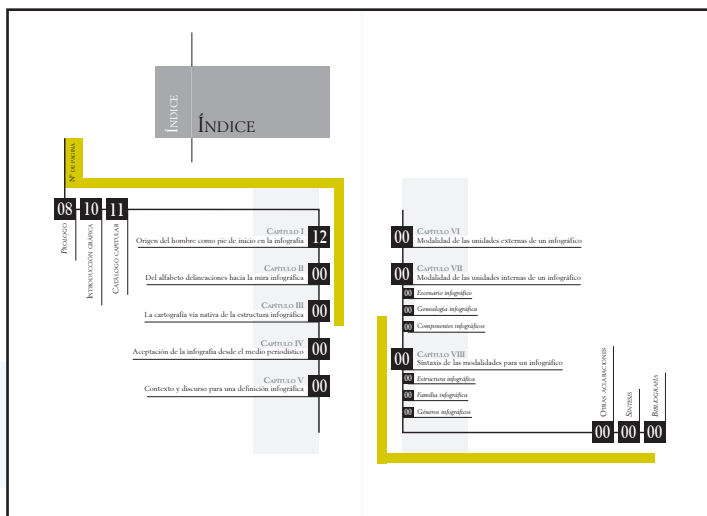 ÍNDICE
ÍNDICE
Nº DE PÁGINA
08
PRÓLOGO
10
INTRODUCCIÓN GRÁFICA
11
CATÁLOGO CAPITULAR
CAPÍTULO I
Origen del hombre como pie de inicio en la infografía
12
CAPÍTULO II
Del alfabeto delineaciones hacia la mira infográfica
00
CAPÍTULO III
La cartografía vía nativa de la estructura infográfica
00
CAPÍTULO IV
Aceptación de la infografía desde el medio periodístico
00
CAPÍTULO V
Contexto y discurso para una definición infográfica
00
00
CAPÍTULO VI
Modalidad de las unidades externas de un infográfico
00
CAPÍTULO VII
Modalidad de las unidades internas de un infográfico
00 Escenario infográfico
00 Genealogía infográfica
00 Componentes infográficos
00
CAPÍTULO VIII
Sintaxis de las modalidades para un infográfico
00 Estructura infográfica
00 Familia infográfica
00 Géneros infográficos
OTRAS ACLARACIONES
00
SÍNTESIS
00
BIBLIOGRAFÍA
00